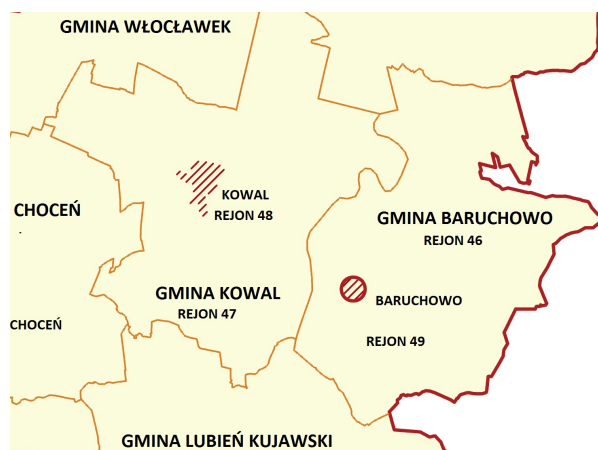 GMINA WŁOCŁAWEK
KOWAL
REJON 48
CHOCEŃ
GMINA BARUCHOWO
REJON 46
GMINA KOWAL
REJON 47
BARUCHOWO
CHOCEŃ
REJON 49
GMINA LUBIEŃ KUJAWSKI